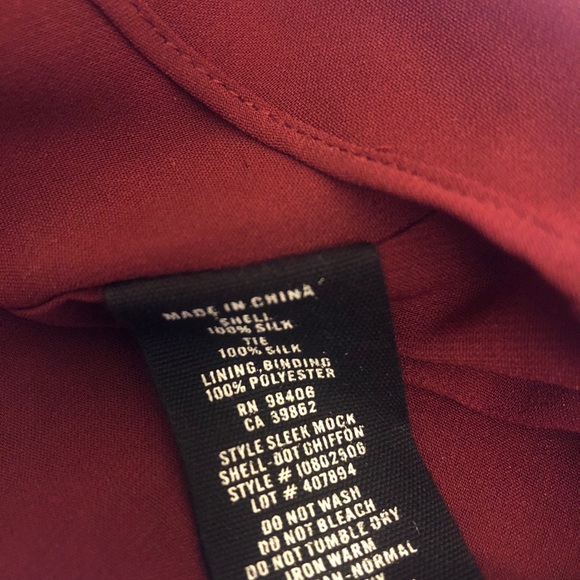 MADE IN CHINA
SHELL
100% SILK
TIE
100% SILK
LINING, BINDING
100% POLYESTER
RN 98406
CA 39862
STYLE SLEEK MOCK
SHELL-DOT CHIFFON
STYLE # 10802906
LOT # 407894
DO NOT WASH
DO NOT BLEACH
DO NOT TUMBLE DRY
IRON WARM
-NORMAL